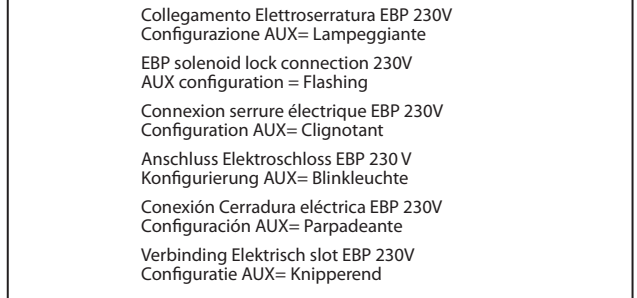 Collegamento Elettroserratura EBP 230V
Configurazione AUX= Lampeggiante
EBP solenoid lock connection 230V
AUX configuration = Flashing
Connexion serrure électrique EBP 230V
Configuration AUX= Clignotant
Anschluss Elektroschloss EBP 230 V
Konfigurierung AUX= Blinkleuchte
Conexión Cerradura eléctrica EBP 230V
Configuración AUX= Parpadeante
Verbinding Elektrisch slot EBP 230V
Configuratie AUX= Knipperend